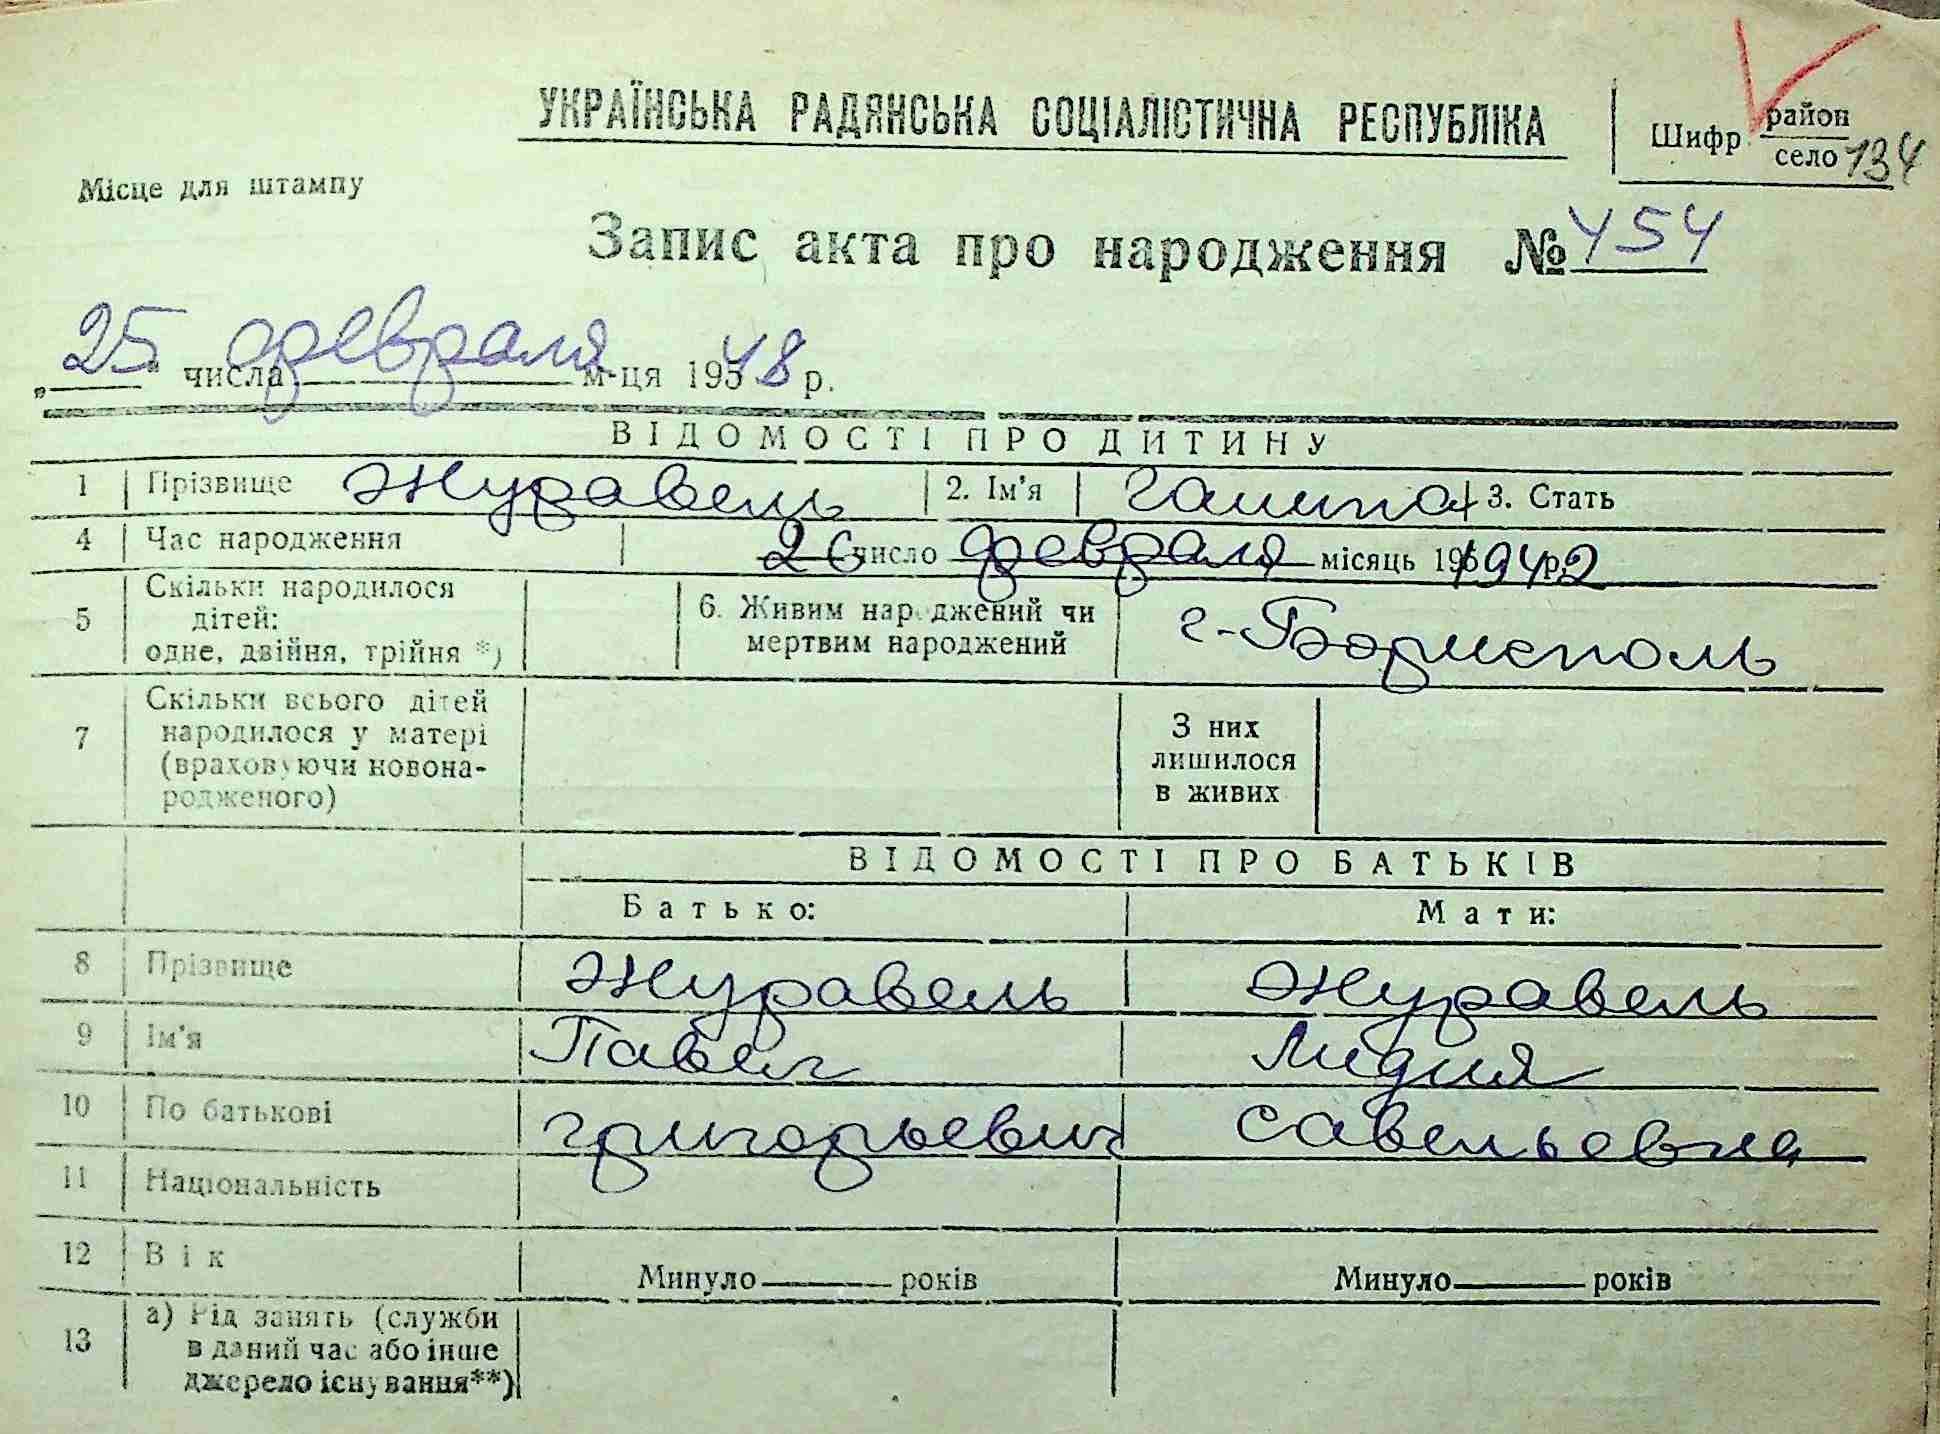 УКРАЇНСЬКА РАДЯНСЬКА СОЦІАЛІСТИЧНА РЕСПУБЛІКА
Шифр район
село 134
Місце для штампу
Запис акта про народження № 454
„25" числа февраля м-ця 1948 р.
ВІДОМОСТІ ПРО ДИТИНУ
1 Прізвище Журавель 2. Ім'я Галина 3. Стать
4 Час народження 26 число февраля місяць 195 1942 р.
5 Скільки народилося дітей: одне, двійня, трійня *)
6. Живим народжений чи мертвим народжений г-Борисполь
7 Скільки всього дітей народилося у матері (враховуючи новонародженого)
З них лишилося в живих
ВІДОМОСТІ ПРО БАТЬКІВ
Батько: Мати:
8 Прізвище Журавель Журавель
9 Ім'я Павел Лидия
10 По батькові Григорьевич Савельевна
11 Національність
12 Вік Минуло років Минуло років
13 а) Рід занять (служби в даний час або інше джерело існування**)